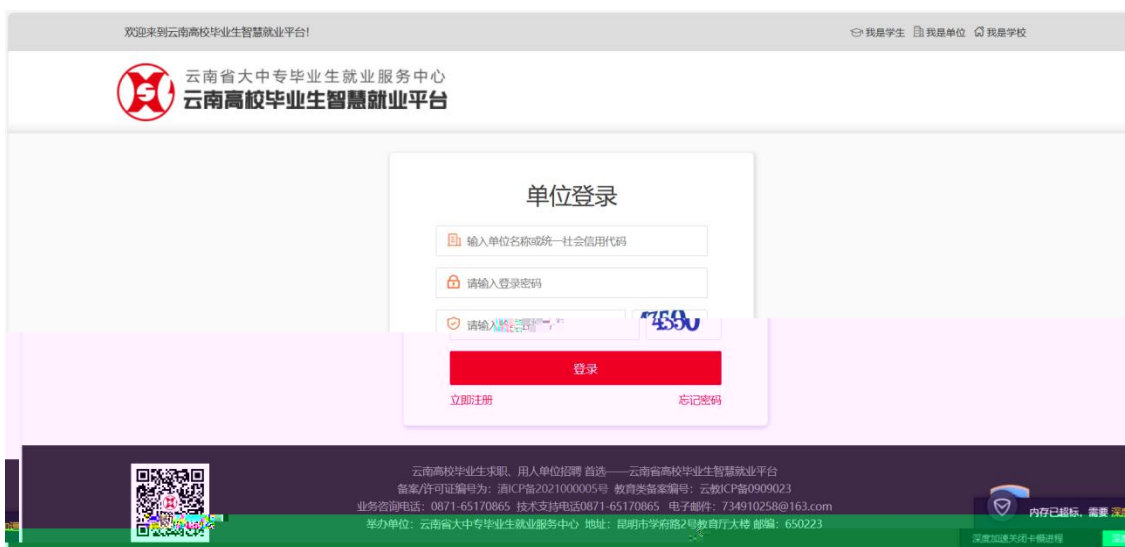 欢迎来到云南高校毕业生智慧就业平台!
我是学生 我是单位 我是学校
云南省大中专毕业生就业服务中心
云南高校毕业生智慧就业平台
单位登录
输入单位名称或统一社会信用代码
请输入登录密码
请输入
登录
立即注册 忘记密码
云南高校毕业生求职、用人单位招聘 首选——云南省高校毕业生智慧就业平台
备案/许可证编号为: 滇ICP备2021000005号 教育类备案编号: 云教ICP备0909023
业务咨询电话: 0871-65170865 技术支持电话0871-65170865 电子邮件: 734910258@163.com
举办单位: 云南省大中专毕业生就业服务中心 地址: 昆明市学府路2号教育厅大楼 邮编: 650223
内存已超标，需要
深度加速关闭卡慢进程